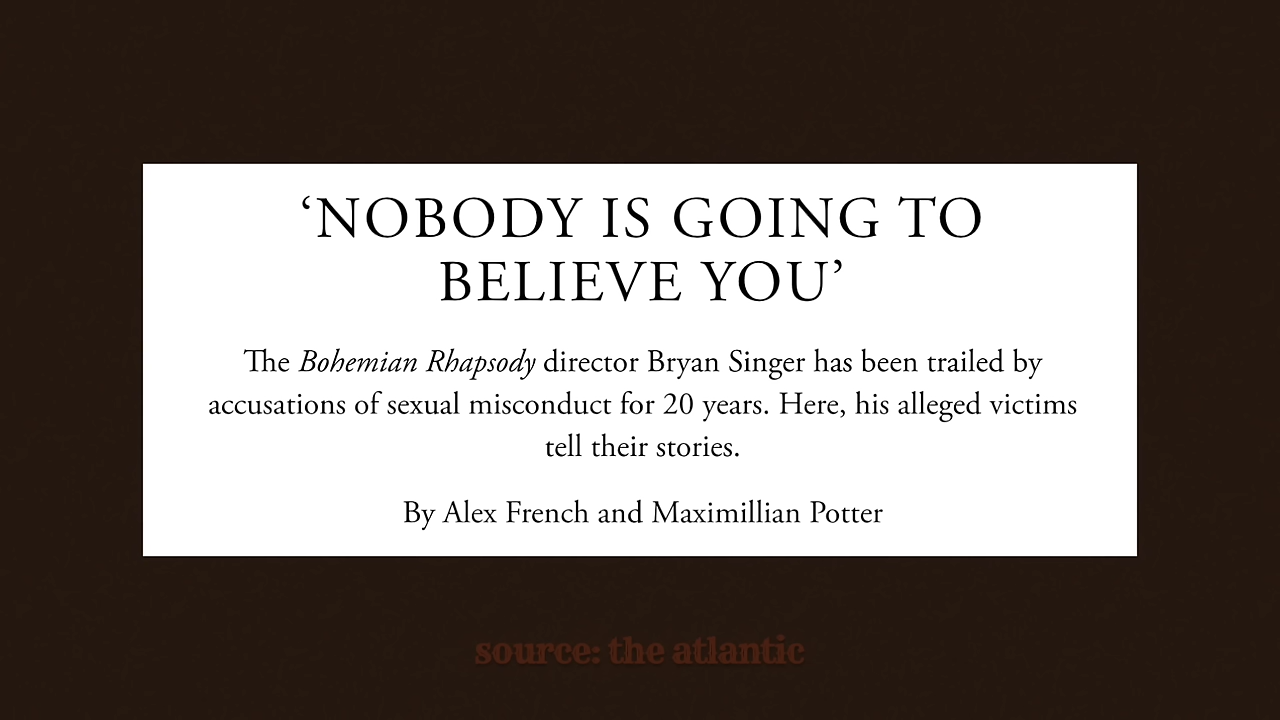 ‘NOBODY IS GOING TO
BELIEVE YOU’
The Bohemian Rhapsody director Bryan Singer has been trailed by
accusations of sexual misconduct for 20 years. Here, his alleged victims
tell their stories.
By Alex French and Maximillian Potter
source: the atlantic